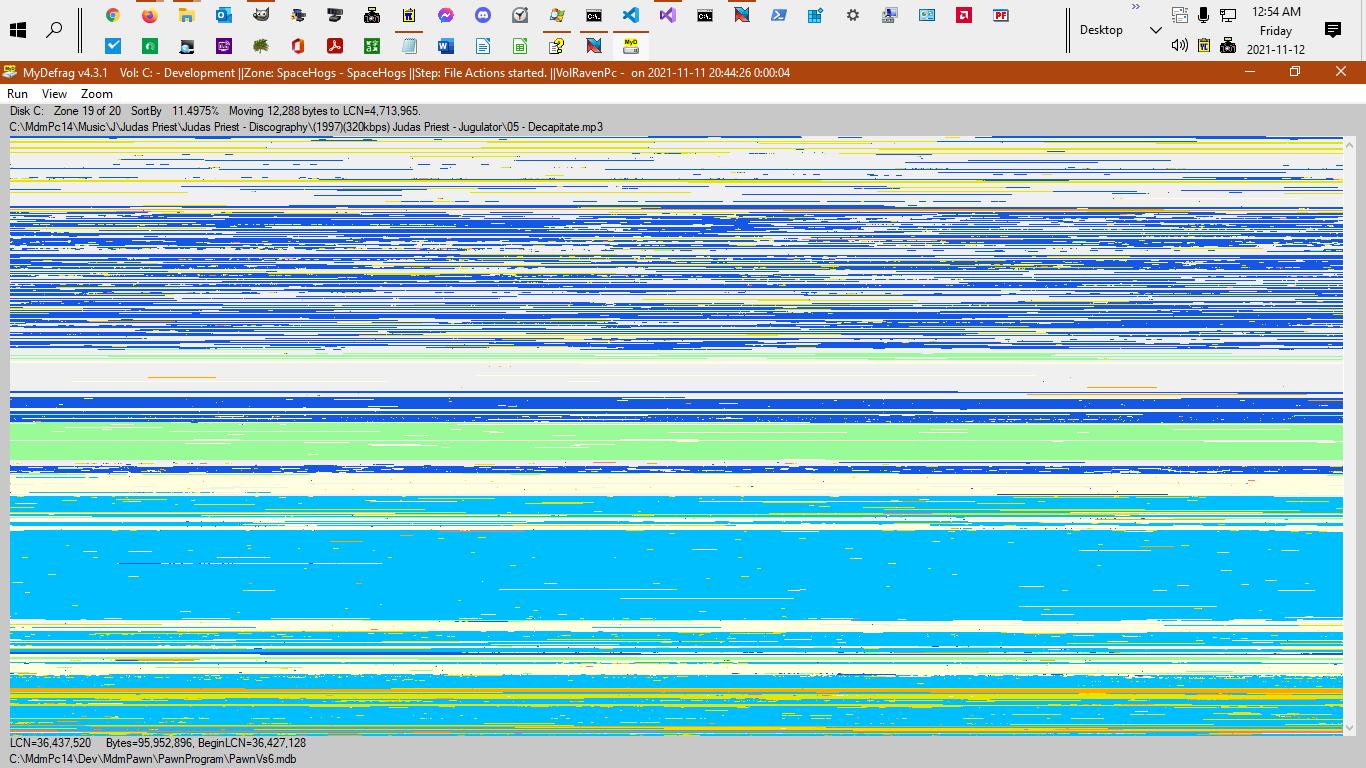 12:54 AM
Desktop
Friday
2021-11-12
MyDefrag v4.3.1 Vol: C: - Development ||Zone: SpaceHogs - SpaceHogs ||Step: File Actions started. ||VolRavenPc - on 2021-11-11 20:44:26 0:00:04
Run View Zoom
Disk C: Zone 19 of 20 SortBy 11.4975% Moving 12,288 bytes to LCN=4,713,965.
C:\MdmPc14\Music\J\Judas Priest\Judas Priest - Discography\(1997)(320kbps) Judas Priest - Jugulator\05 - Decapitate.mp3
LCN=36,437,520 Bytes=95,952,896, BeginLCN=36,427,128
C:\MdmPc14\Dev\MdmPawn\PawnProgram\PawnVs6.mdb